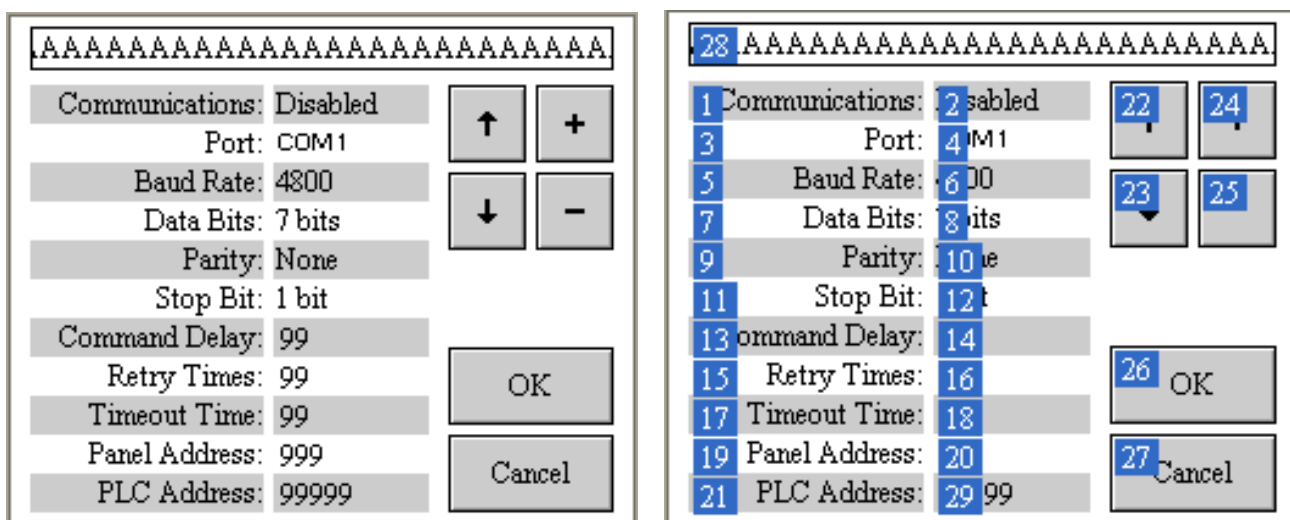 AAAAAAAAAAAAAAAAAAAAAAAAAAAAAA
Communications: Disabled
Port: COM1
Baud Rate: 4800
Data Bits: 7 bits
Parity: None
Stop Bit: 1 bit
Command Delay: 99
Retry Times: 99
Timeout Time: 99
Panel Address: 999
PLC Address: 99999
↑ +
↓ −
OK
Cancel
28 AAAAAAAAAAAAAAAAAAAAAAAAAAAA
1 Communications: 2 sabled
3 Port: 4 M1
5 Baud Rate: 6 00
7 Data Bits: 8 bits
9 Parity: 10 e
11 Stop Bit: 12 t
13 ommand Delay: 14
15 Retry Times: 16
17 Timeout Time: 18
19 Panel Address: 20
21 PLC Address: 29 99
22 24
23 25
26 OK
27 Cancel